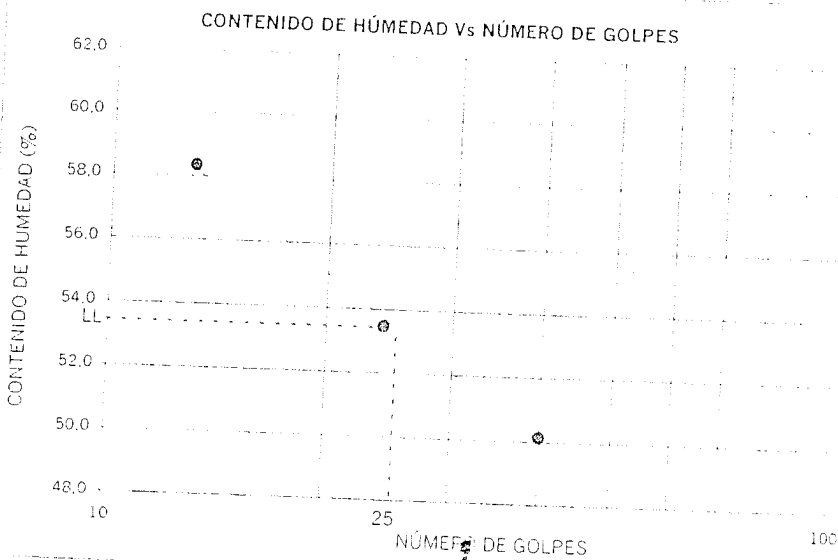 CONTENIDO DE HÚMEDAD Vs NÚMERO DE GOLPES
CONTENIDO DE HUMEDAD (%)
62,0
60,0
58,0
56,0
54,0
LL
52,0
50,0
48,0
10
25
100
NÚMERO DE GOLPES